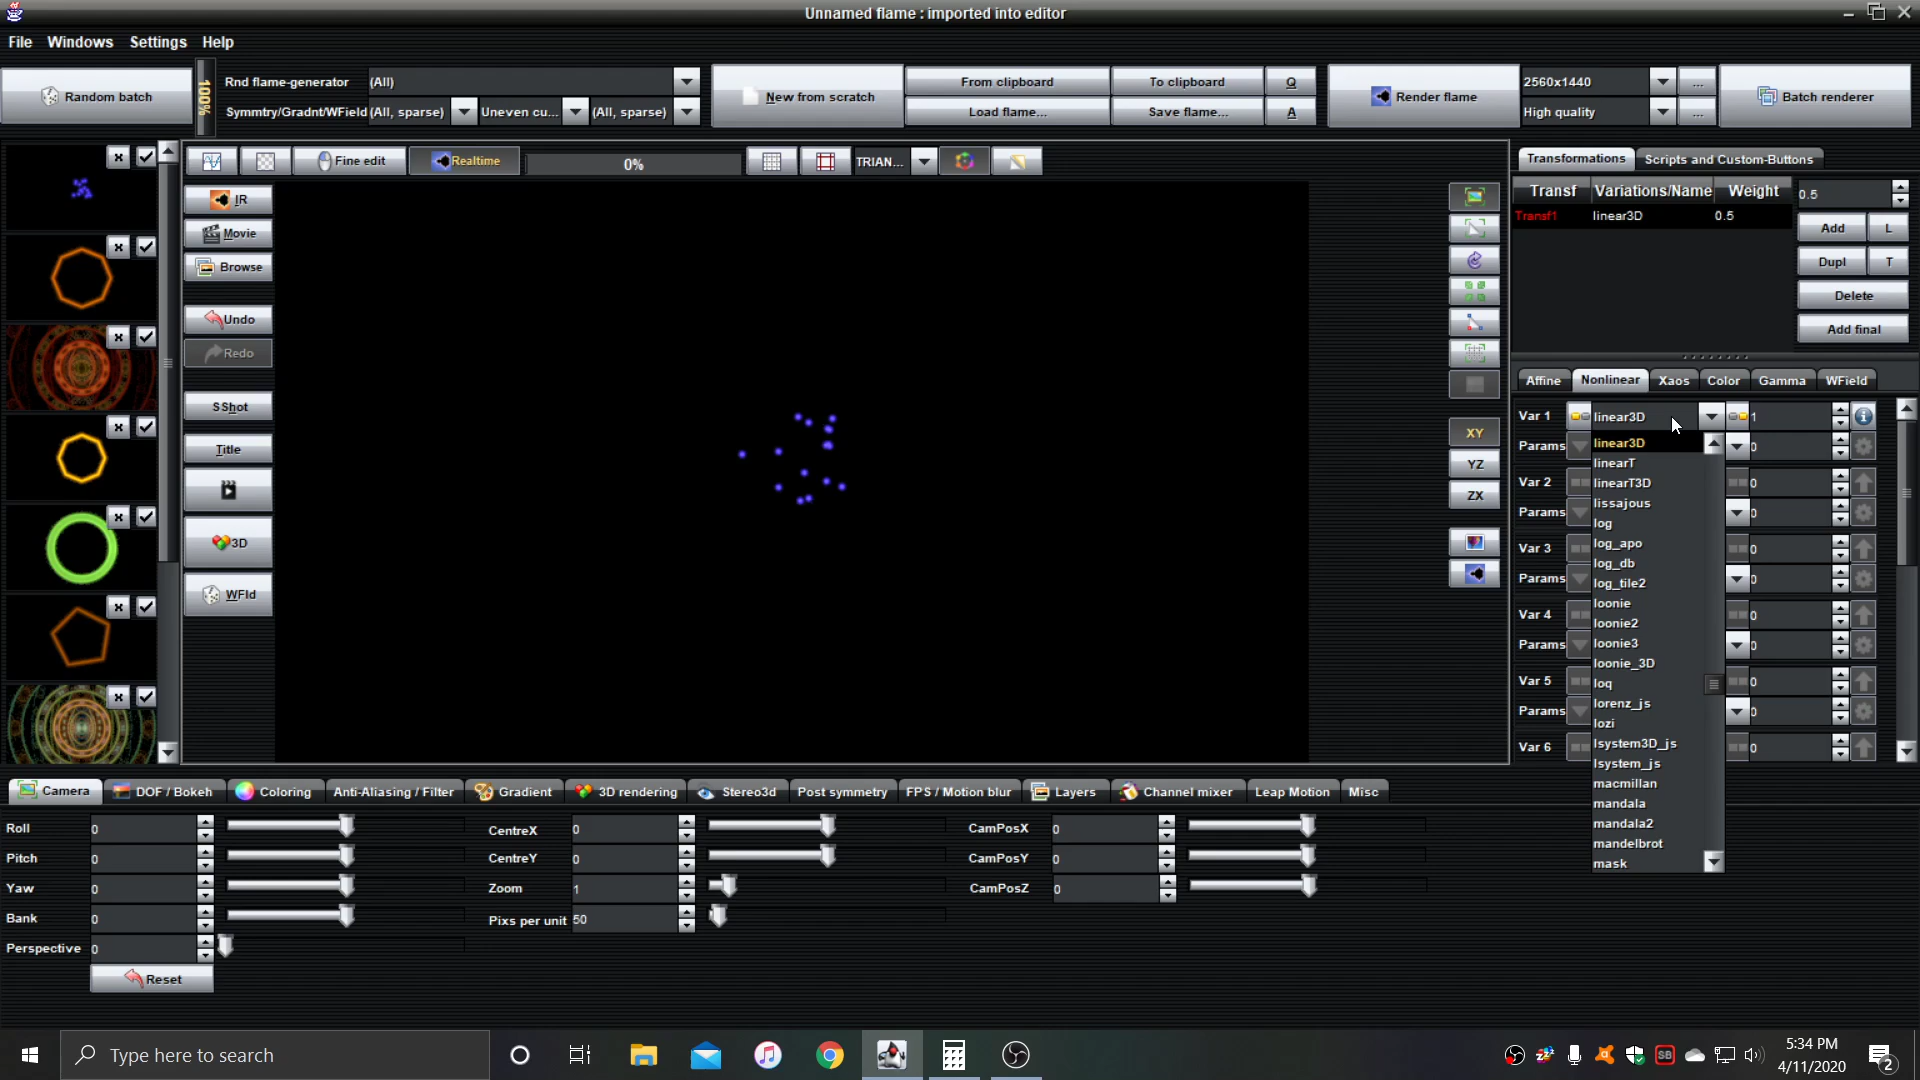 Unnamed flame : imported into editor
File Windows Settings Help
Random batch
100%
Rnd flame-generator (All)
Symmtry/Gradnt/WField (All, sparse) Uneven cu... (All, sparse)
New from scratch
From clipboard To clipboard Q
Load flame... Save flame... A
Render flame
2560x1440 ...
High quality ...
Batch renderer
Fine edit Realtime 0% TRIAN...
IR
Movie
Browse
Undo
Redo
SShot
Title
3D
WFld
XY
YZ
ZX
Transformations Scripts and Custom-Buttons
Transf Variations/Name Weight
Transf1 linear3D 0.5
0.5
Add L
Dupl T
Delete
Add final
Affine Nonlinear Xaos Color Gamma WField
Var 1 linear3D 1
Params 0
Var 2 0
Params 0
Var 3 0
Params 0
Var 4 0
Params 0
Var 5 0
Params 0
Var 6 0
linear3D
linearT
linearT3D
lissajous
log
log_apo
log_db
log_tile2
loonie
loonie2
loonie3
loonie_3D
loq
lorenz_js
lozi
lsystem3D_js
lsystem_js
macmillan
mandala
mandala2
mandelbrot
mask
Camera DOF / Bokeh Coloring Anti-Aliasing / Filter Gradient 3D rendering Stereo3d Post symmetry FPS / Motion blur Layers Channel mixer Leap Motion Misc
Roll 0 CentreX 0 CamPosX 0
Pitch 0 CentreY 0 CamPosY 0
Yaw 0 Zoom 1 CamPosZ 0
Bank 0 Pixs per unit 50
Perspective 0
Reset
Type here to search
SB
5:34 PM
4/11/2020
2